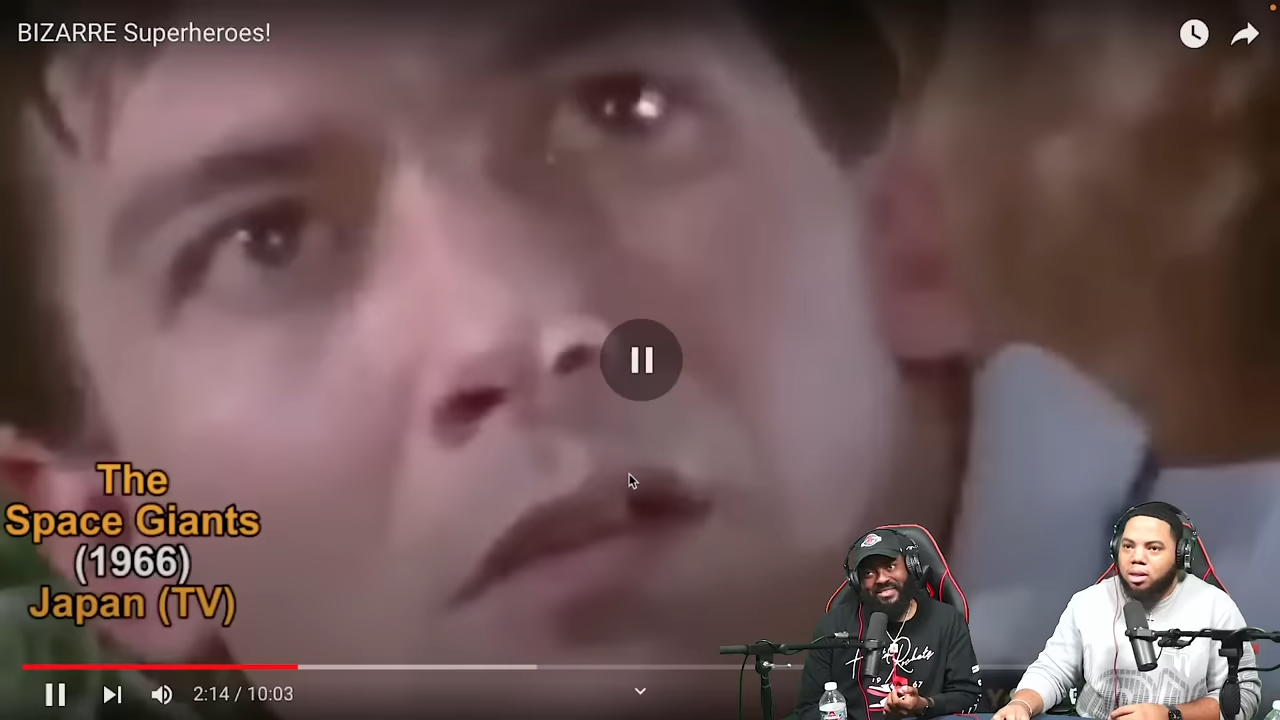 BIZARRE Superheroes!
The
Space Giants
(1966)
Japan (TV)
2:14 / 10:03